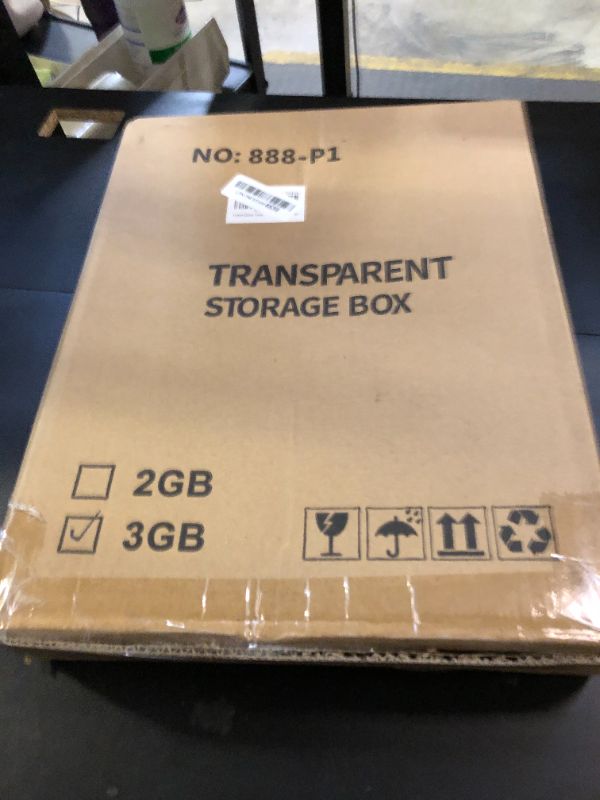 NO: 888-P1
TRANSPARENT
STORAGE BOX
2GB
3GB